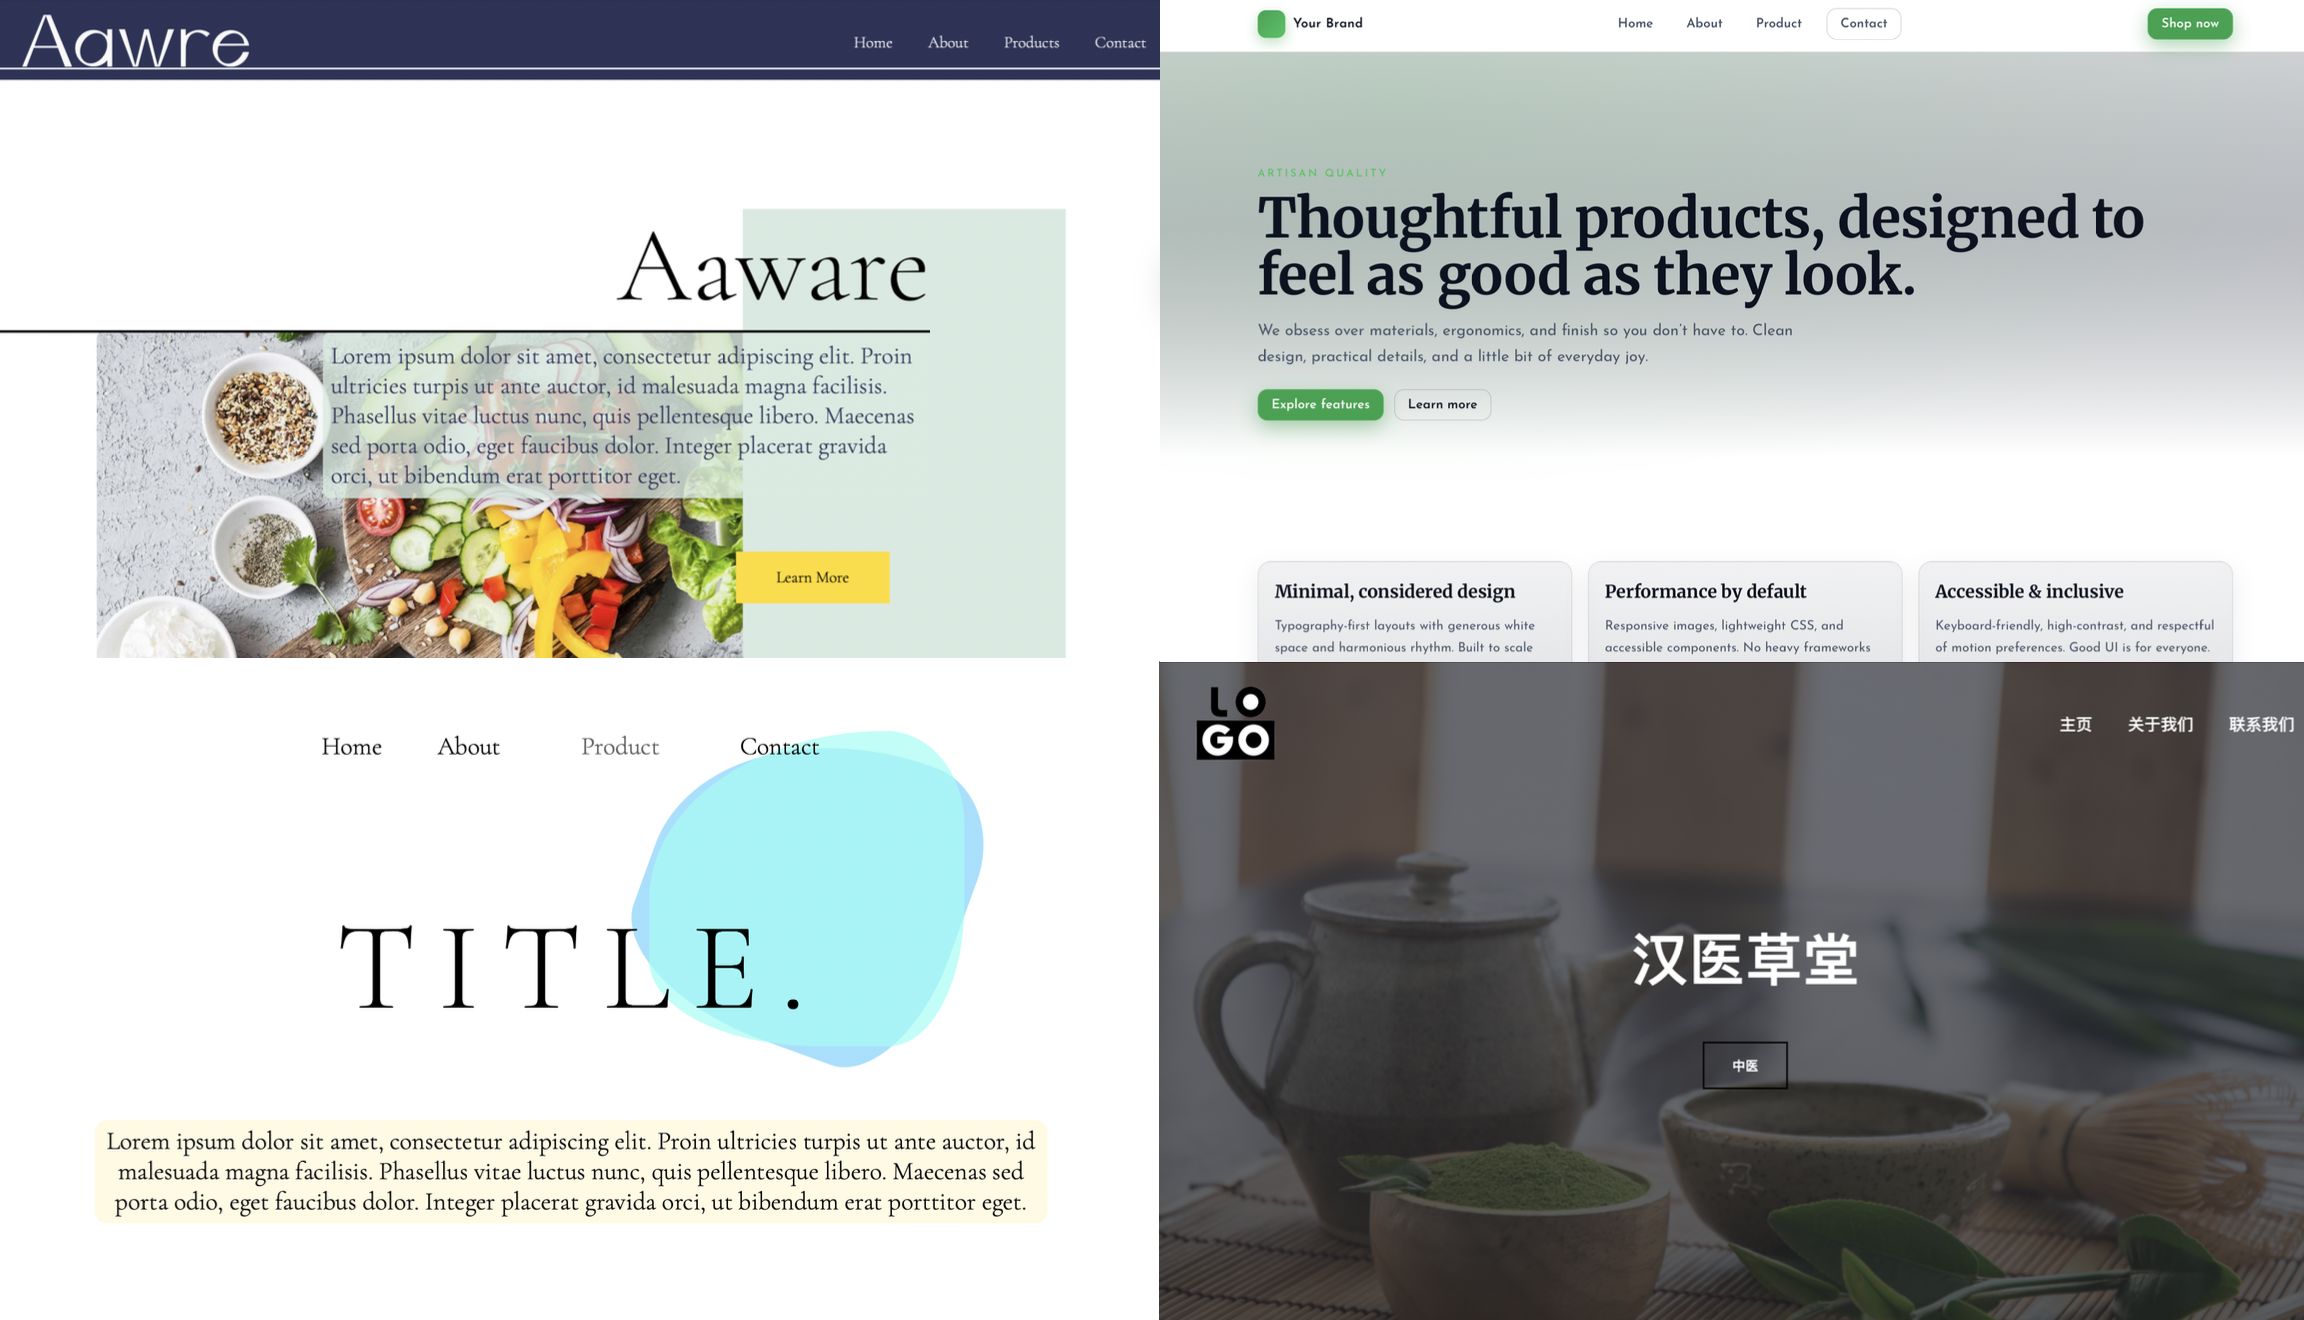 Aawre
Home About Products Contact
Aaware
Lorem ipsum dolor sit amet, consectetur adipiscing elit. Proin
ultricies turpis ut ante auctor, id malesuada magna facilisis.
Phasellus vitae luctus nunc, quis pellentesque libero. Maecenas
sed porta odio, eget faucibus dolor. Integer placerat gravida
orci, ut bibendum erat porttitor eget.
Learn More
Your Brand
Home About Product Contact
Shop now
ARTISAN QUALITY
Thoughtful products, designed to
feel as good as they look.
We obsess over materials, ergonomics, and finish so you don't have to. Clean
design, practical details, and a little bit of everyday joy.
Explore features Learn more
Minimal, considered design
Typography-first layouts with generous white
space and harmonious rhythm. Built to scale
Performance by default
Responsive images, lightweight CSS, and
accessible components. No heavy frameworks
Accessible & inclusive
Keyboard-friendly, high-contrast, and respectful
of motion preferences. Good UI is for everyone.
Home About Product Contact
TITLE.
Lorem ipsum dolor sit amet, consectetur adipiscing elit. Proin ultricies turpis ut ante auctor, id
malesuada magna facilisis. Phasellus vitae luctus nunc, quis pellentesque libero. Maecenas sed
porta odio, eget faucibus dolor. Integer placerat gravida orci, ut bibendum erat porttitor eget.
LO
GO
主页 关于我们 联系我们
汉医草堂
中医